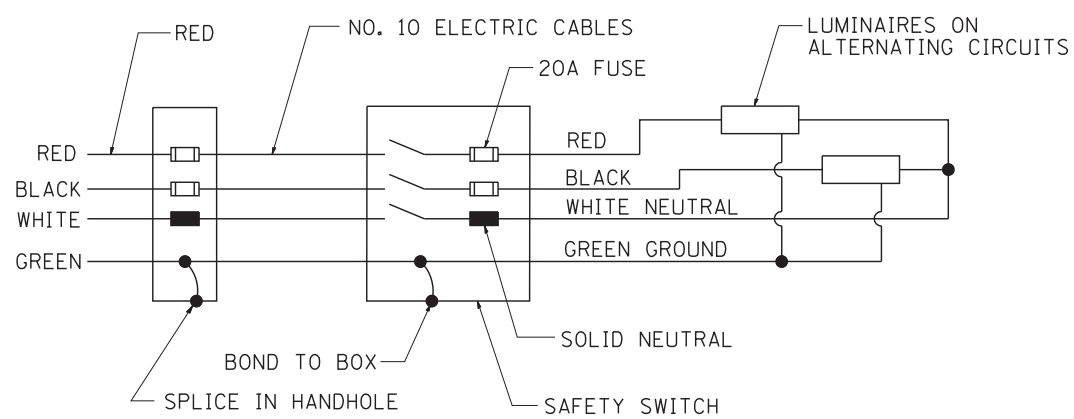 RED
NO. 10 ELECTRIC CABLES
LUMINAIRES ON
ALTERNATING CIRCUITS
20A FUSE
RED
RED
BLACK
BLACK
WHITE
WHITE NEUTRAL
GREEN
GREEN GROUND
SOLID NEUTRAL
BOND TO BOX
SPLICE IN HANDHOLE
SAFETY SWITCH